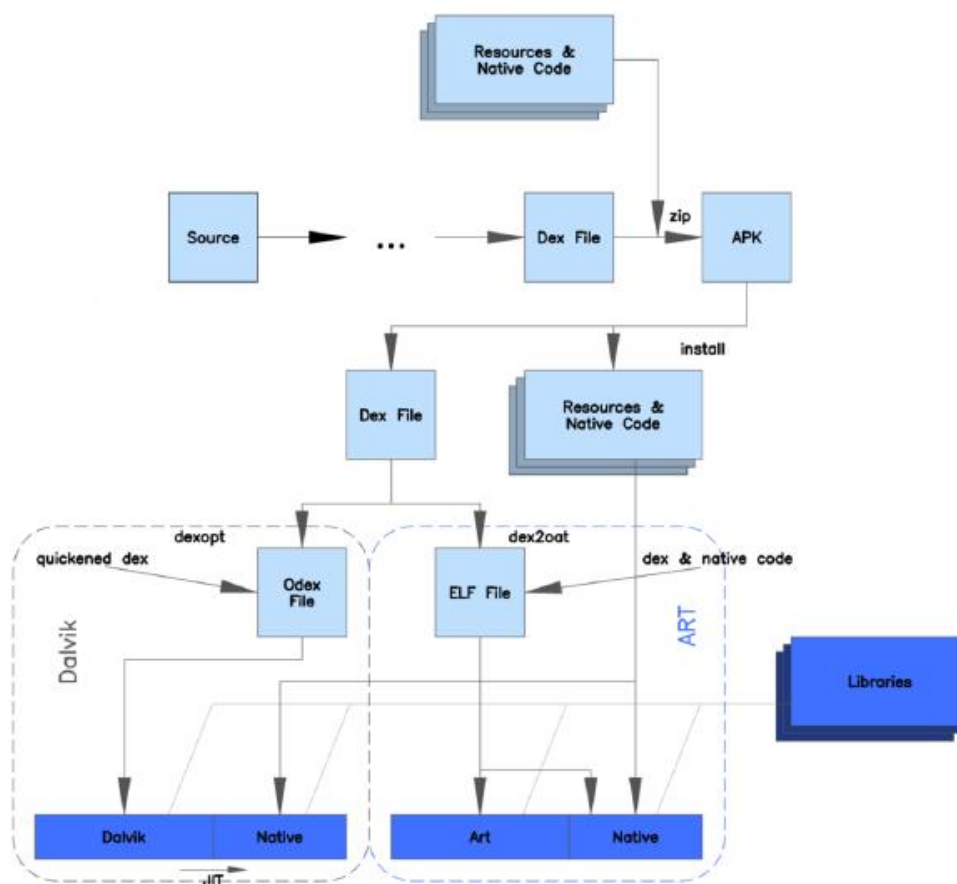 Resources &
Native Code
zip
Source
...
Dex File
APK
install
Dex File
Resources &
Native Code
dexopt
dex2oat
quickened dex
dex & native code
Odex
File
ELF File
Dalvik
ART
Libraries
Dalvik
Native
Art
Native
JIT